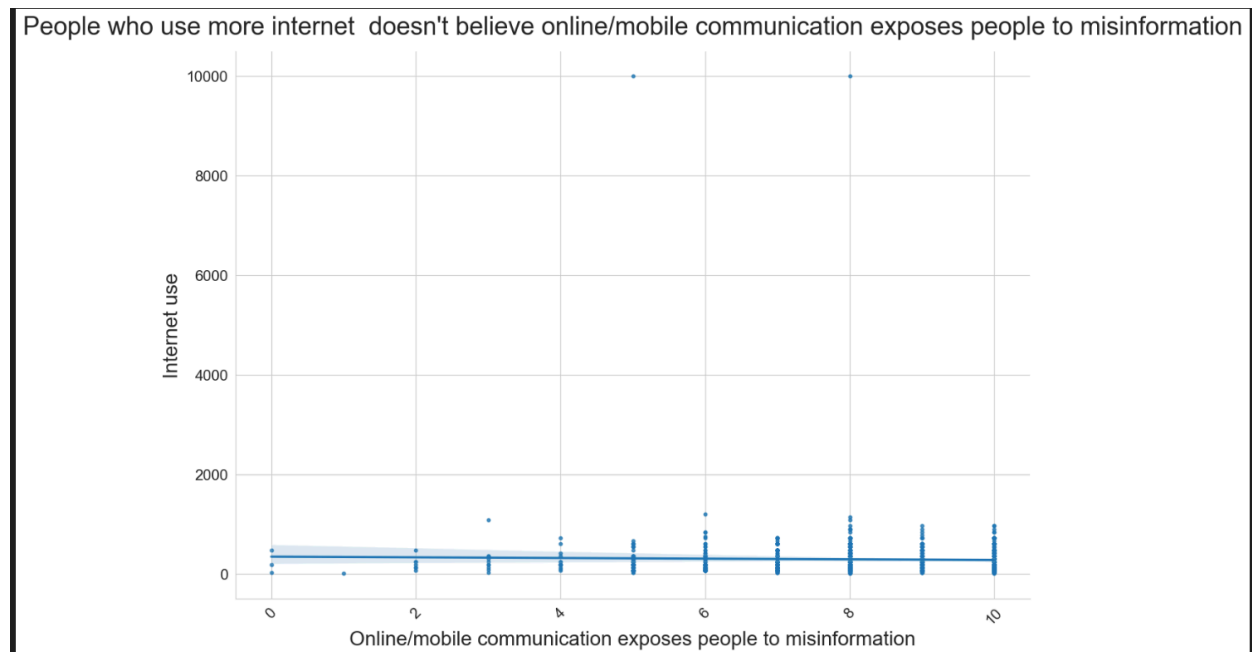 People who use more internet  doesn't believe online/mobile communication exposes people to misinformation
10000
8000
6000
4000
2000
0
Internet use
0 2 4 6 8 10
Online/mobile communication exposes people to misinformation